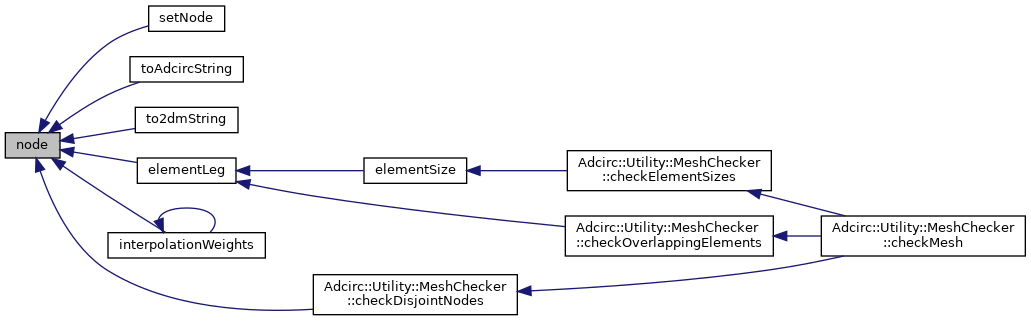 setNode
toAdcircString
to2dmString
node
elementLeg
elementSize
Adcirc::Utility::MeshChecker
::checkElementSizes
Adcirc::Utility::MeshChecker
::checkOverlappingElements
Adcirc::Utility::MeshChecker
::checkMesh
interpolationWeights
Adcirc::Utility::MeshChecker
::checkDisjointNodes